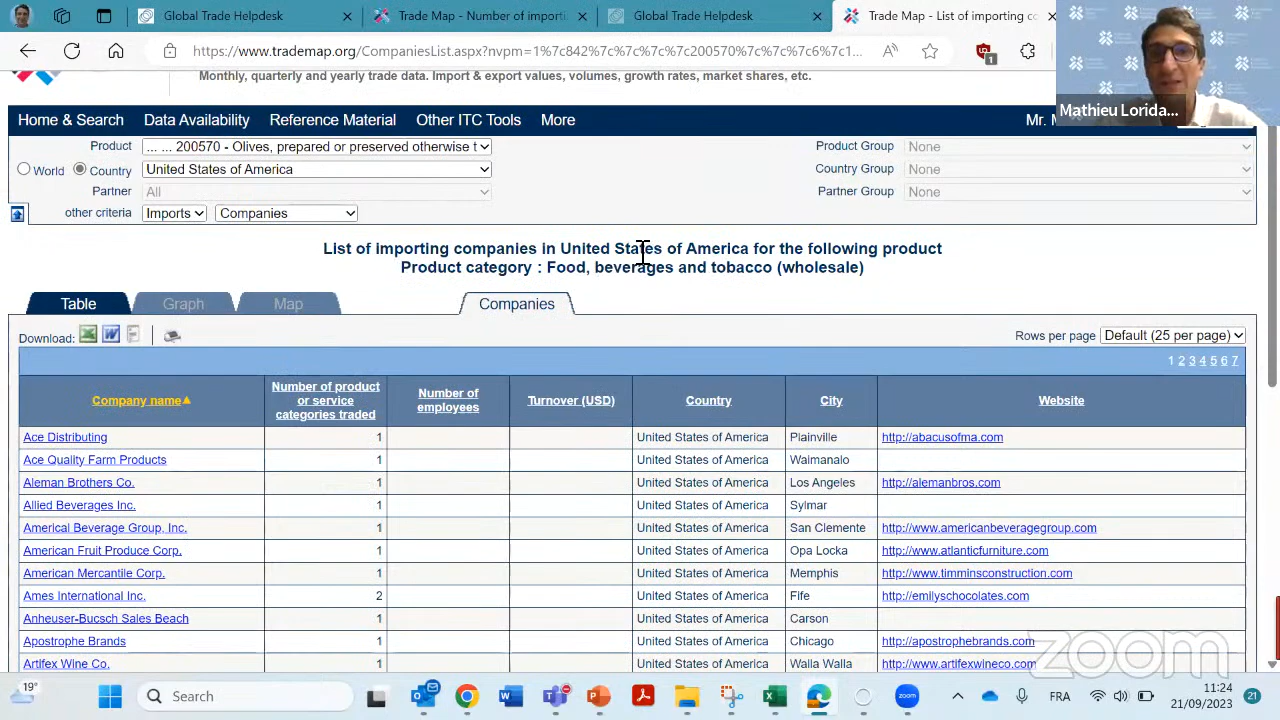 Global Trade Helpdesk
Trade Map - Number of importi
Global Trade Helpdesk
Trade Map - List of importing co
https://www.trademap.org/CompaniesList.aspx?nvpm=1%7c842%7c%7c%7c200570%7c%7c%7c6%7c1...
1
Monthly, quarterly and yearly trade data. Import & export values, volumes, growth rates, market shares, etc.
Mathieu Lorida...
Home & Search Data Availability Reference Material Other ITC Tools More Mr. M
Product ... ... 200570 - Olives, prepared or preserved otherwise t Product Group None
World Country United States of America Country Group None
Partner All Partner Group None
other criteria Imports Companies
List of importing companies in United States of America for the following product
Product category : Food, beverages and tobacco (wholesale)
Table Graph Map Companies
Download: Rows per page Default (25 per page)
1 2 3 4 5 6 7
Company name Number of product or service categories traded Number of employees Turnover (USD) Country City Website
Ace Distributing 1 United States of America Plainville http://abacusofma.com
Ace Quality Farm Products 1 United States of America Waimanalo
Aleman Brothers Co. 1 United States of America Los Angeles http://alemanbros.com
Allied Beverages Inc. 1 United States of America Sylmar
Americal Beverage Group, Inc. 1 United States of America San Clemente http://www.americanbeveragegroup.com
American Fruit Produce Corp. 1 United States of America Opa Locka http://www.atlanticfurniture.com
American Mercantile Corp. 1 United States of America Memphis http://www.timminsconstruction.com
Ames International Inc. 2 United States of America Fife http://emilyschocolates.com
Anheuser-Bucsch Sales Beach 1 United States of America Carson
Apostrophe Brands 1 United States of America Chicago http://apostrophebrands.com
Artifex Wine Co. 1 United States of America Walla Walla http://www.artifexwineco.com
zoom
19° Search zoom FRA 11:24
21/09/2023 21